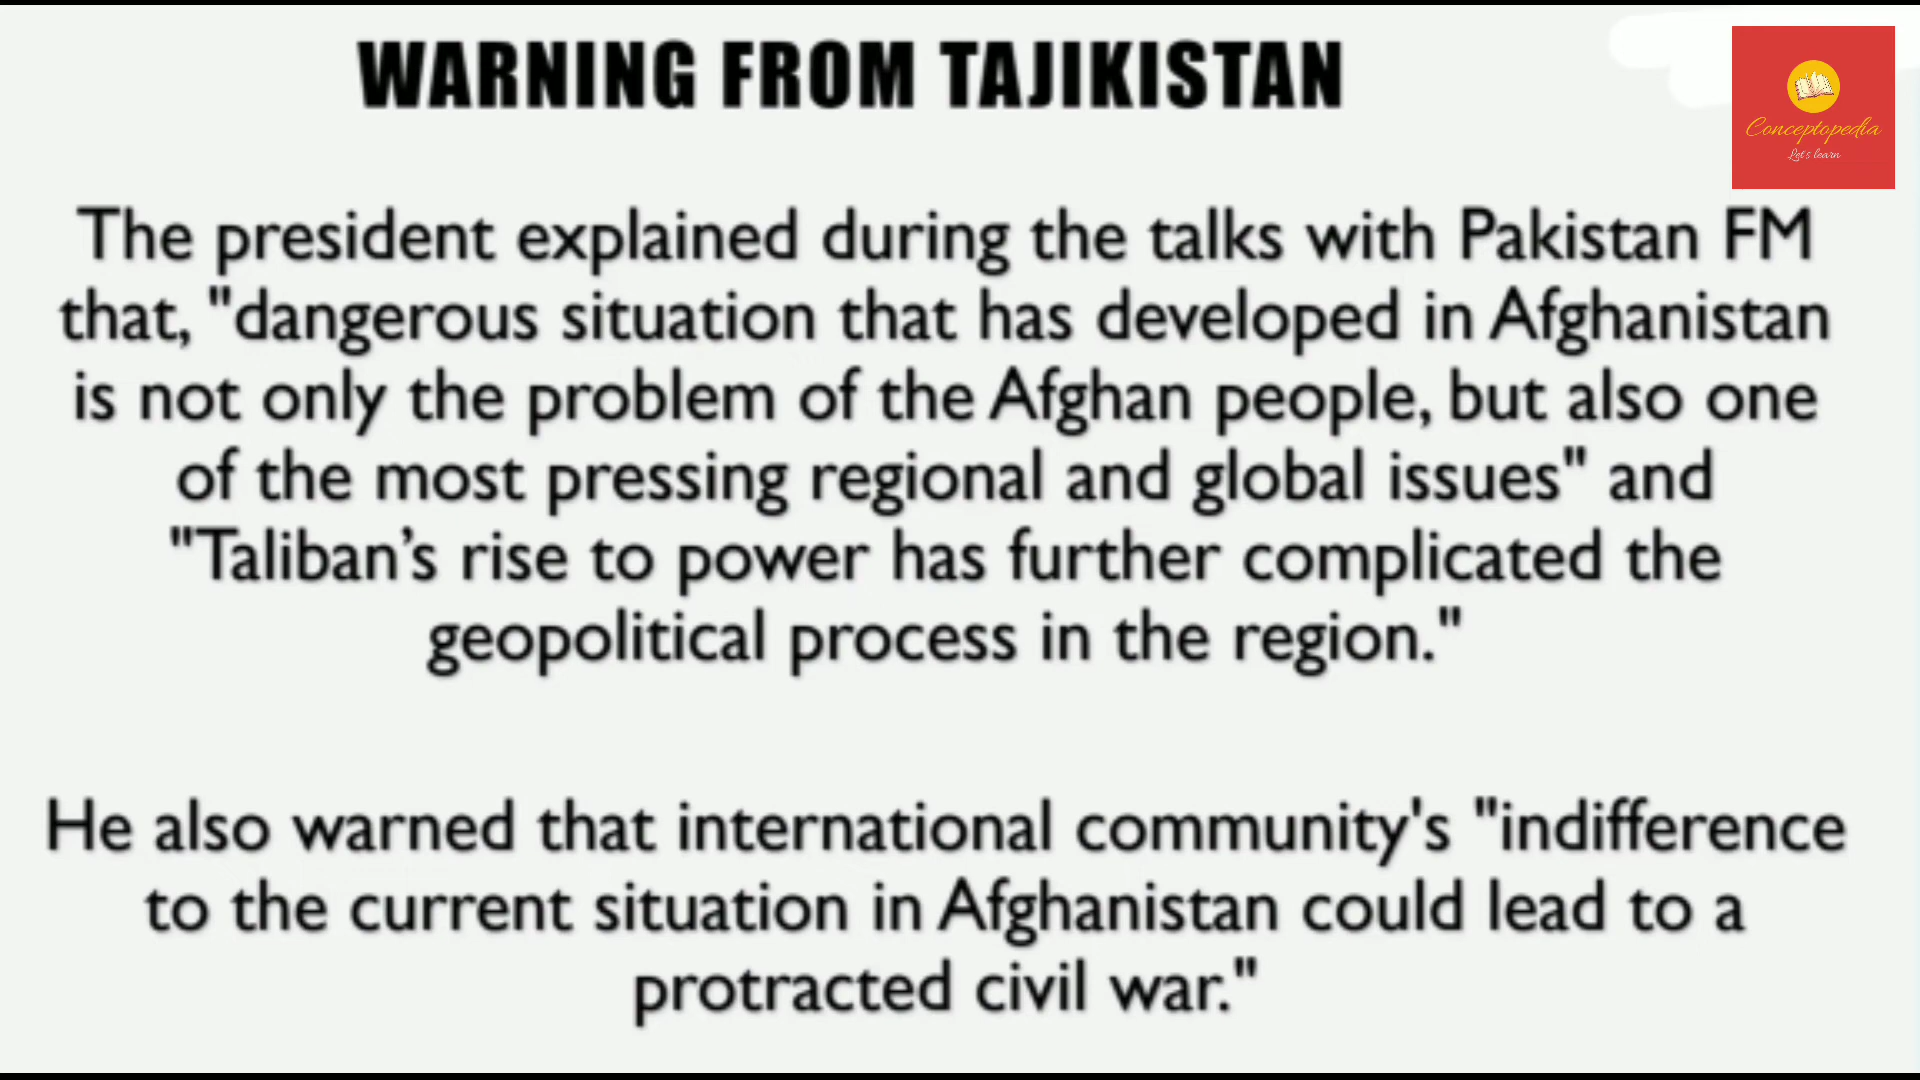 WARNING FROM TAJIKISTAN
Conceptopedia
Let's learn
The president explained during the talks with Pakistan FM
that, "dangerous situation that has developed in Afghanistan
is not only the problem of the Afghan people, but also one
of the most pressing regional and global issues" and
"Taliban’s rise to power has further complicated the
geopolitical process in the region."
He also warned that international community's "indifference
to the current situation in Afghanistan could lead to a
protracted civil war."